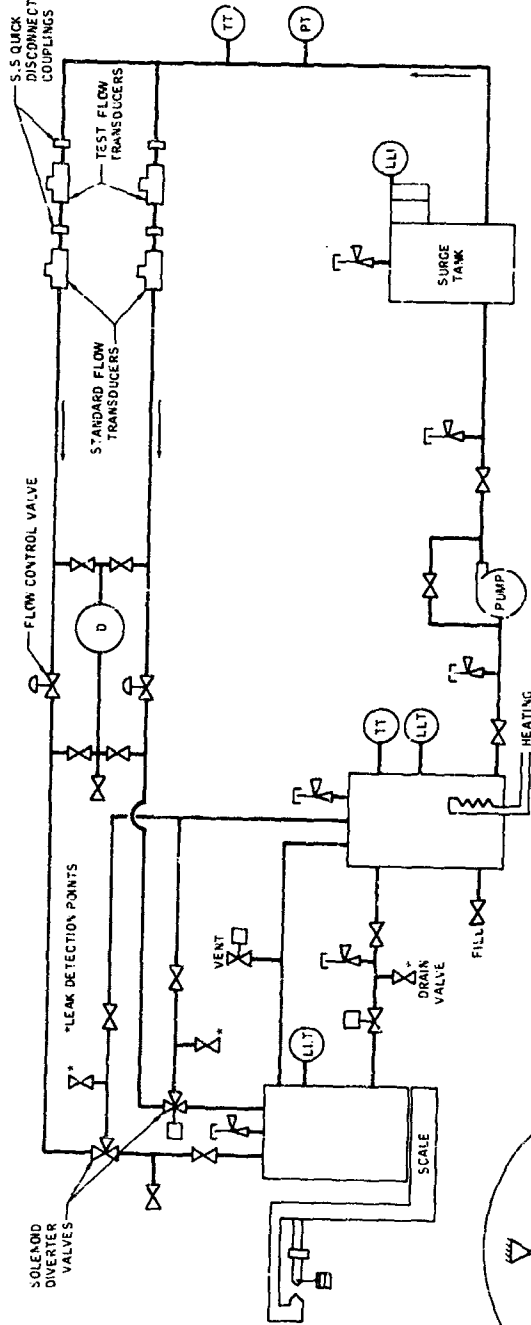 SOLENOID
DIVERTER
VALVES
*LEAK DETECTION POINTS
FLOW CONTROL VALVE
STANDARD FLOW
TRANSDUCERS
TEST FLOW
TRANSDUCERS
S.S QUICK
DISCONNECT
COUPLINGS
*
*
D
TT
PT
VENT
LLT
SCALE
DRAIN
VALVE
*
FILL
TT
LLT
HEATING
PUMP
SURGE
TANK
LLI